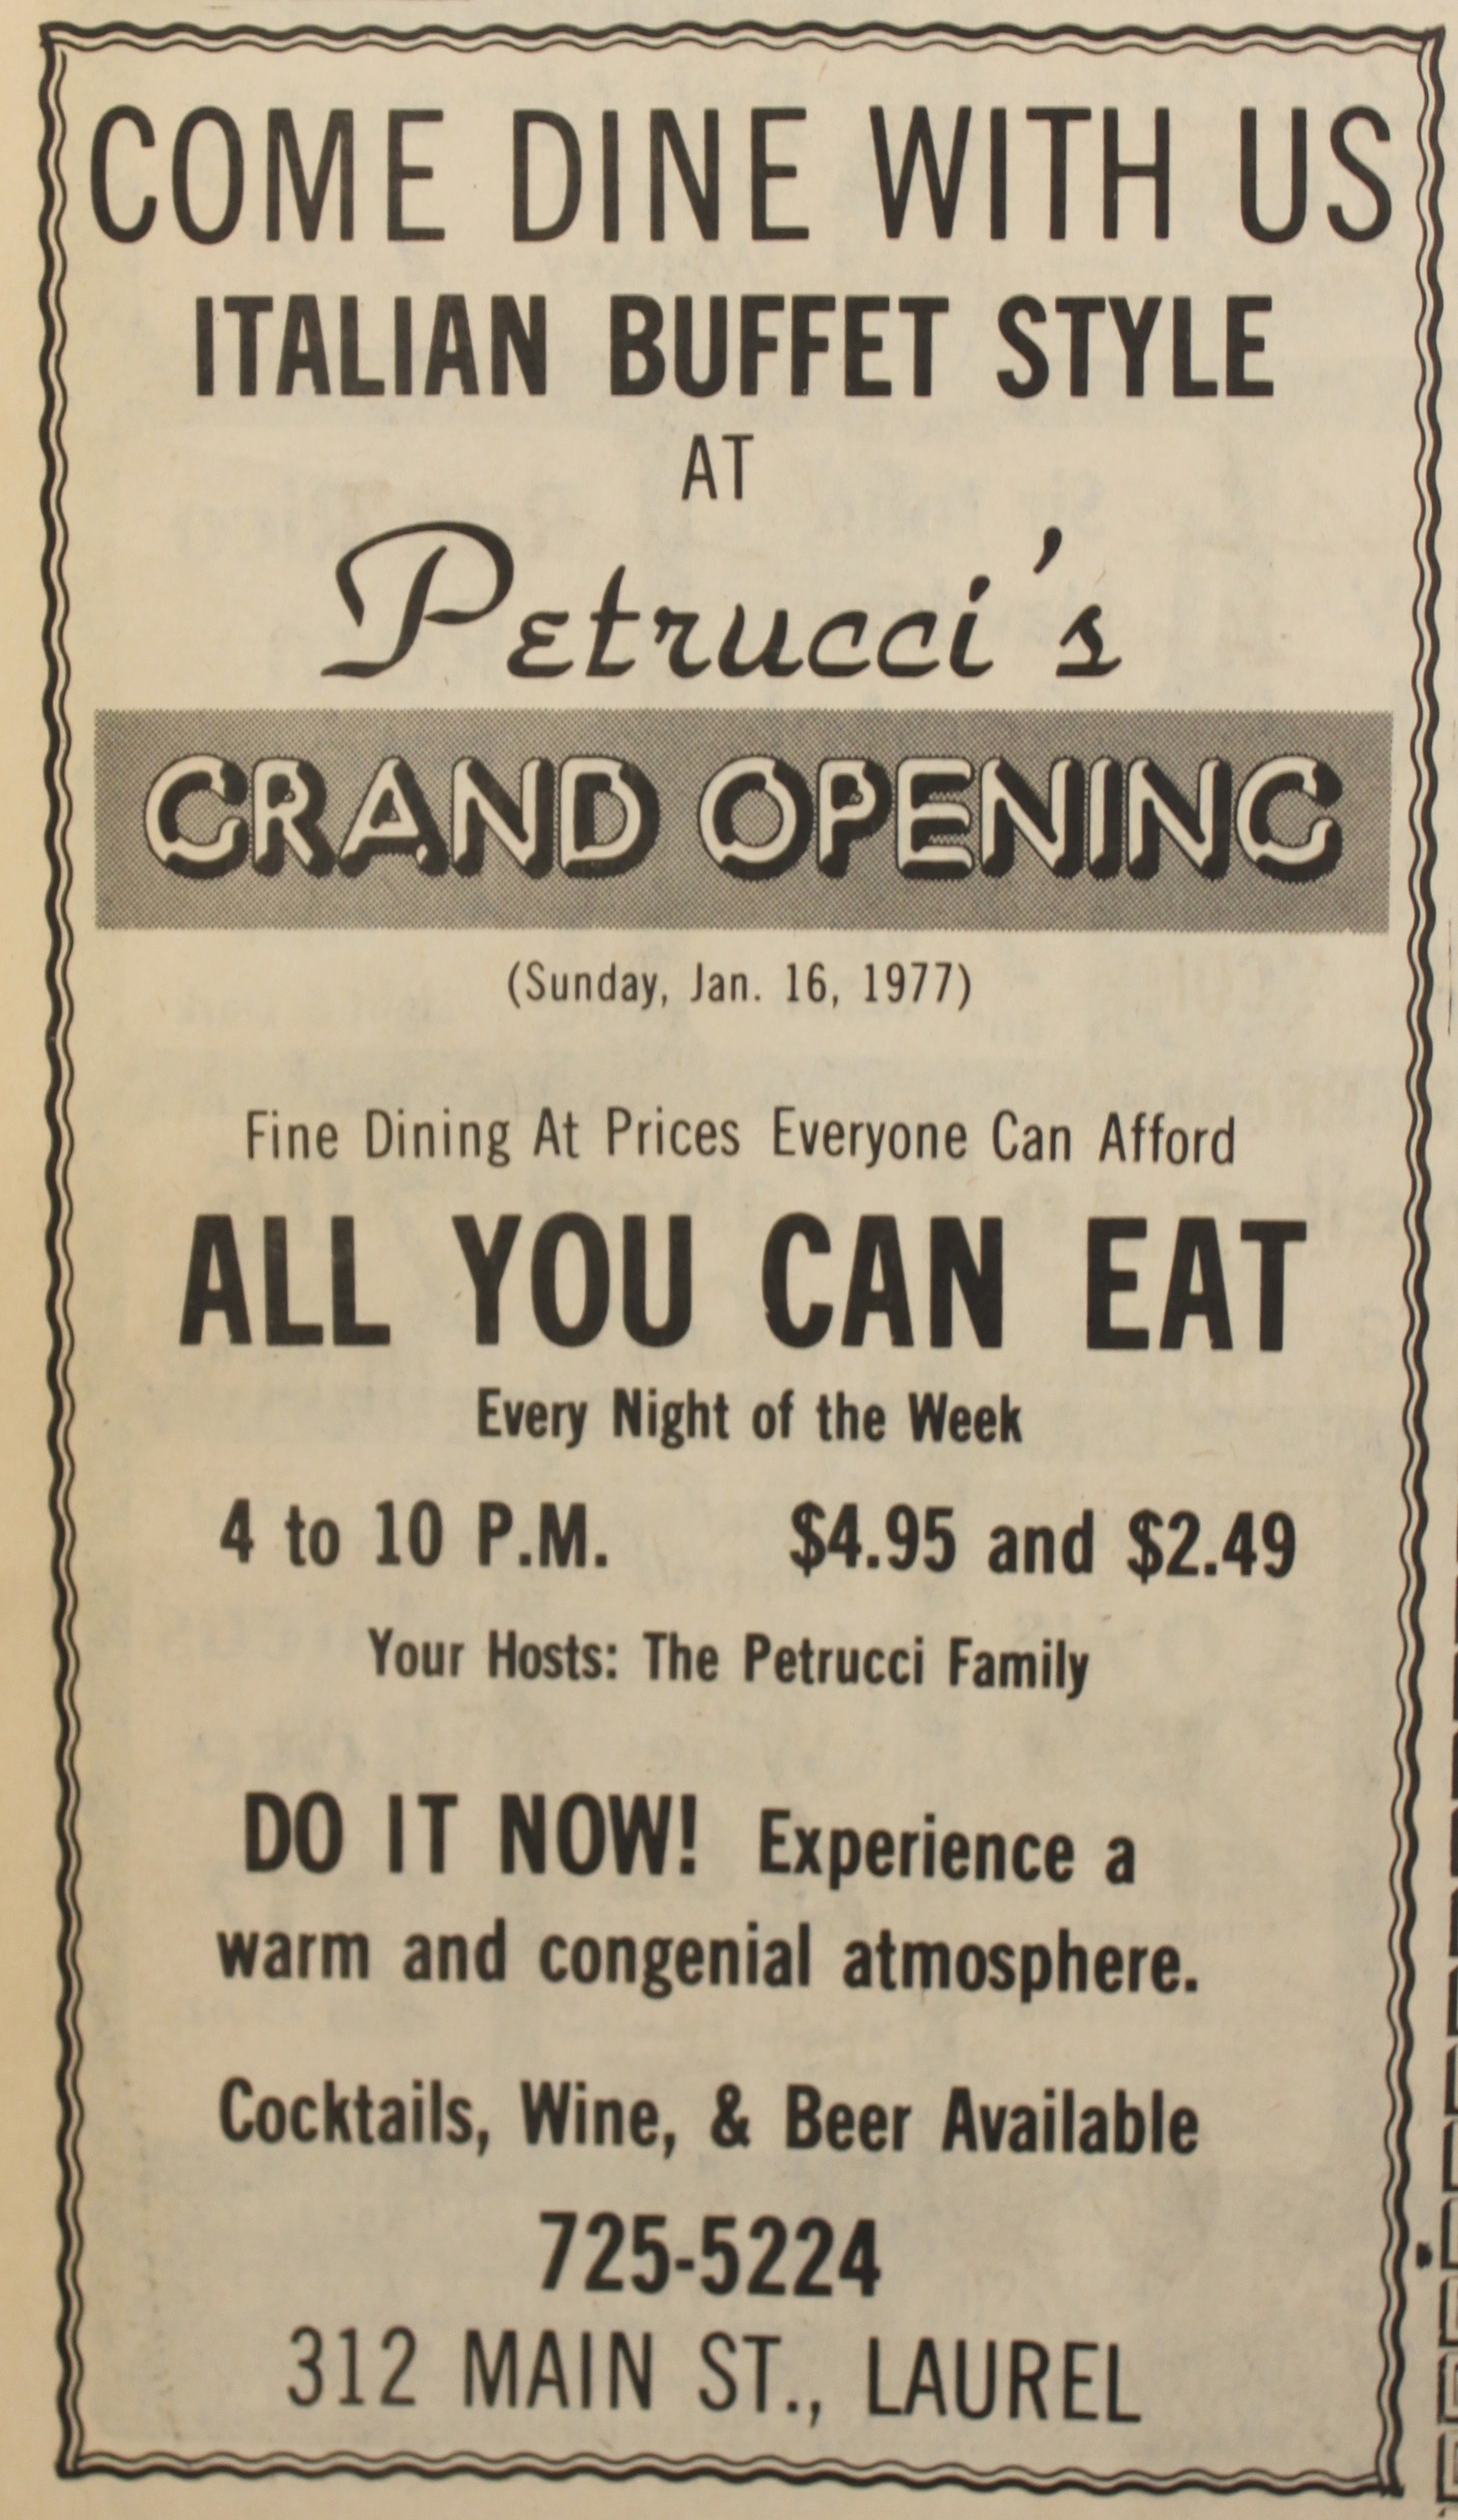 COME DINE WITH US
ITALIAN BUFFET STYLE
AT
Petrucci's
GRAND OPENING
(Sunday, Jan. 16, 1977)
Fine Dining At Prices Everyone Can Afford
ALL YOU CAN EAT
Every Night of the Week
4 to 10 P.M. $4.95 and $2.49
Your Hosts: The Petrucci Family
DO IT NOW! Experience a
warm and congenial atmosphere.
Cocktails, Wine, & Beer Available
725-5224
312 MAIN ST., LAUREL